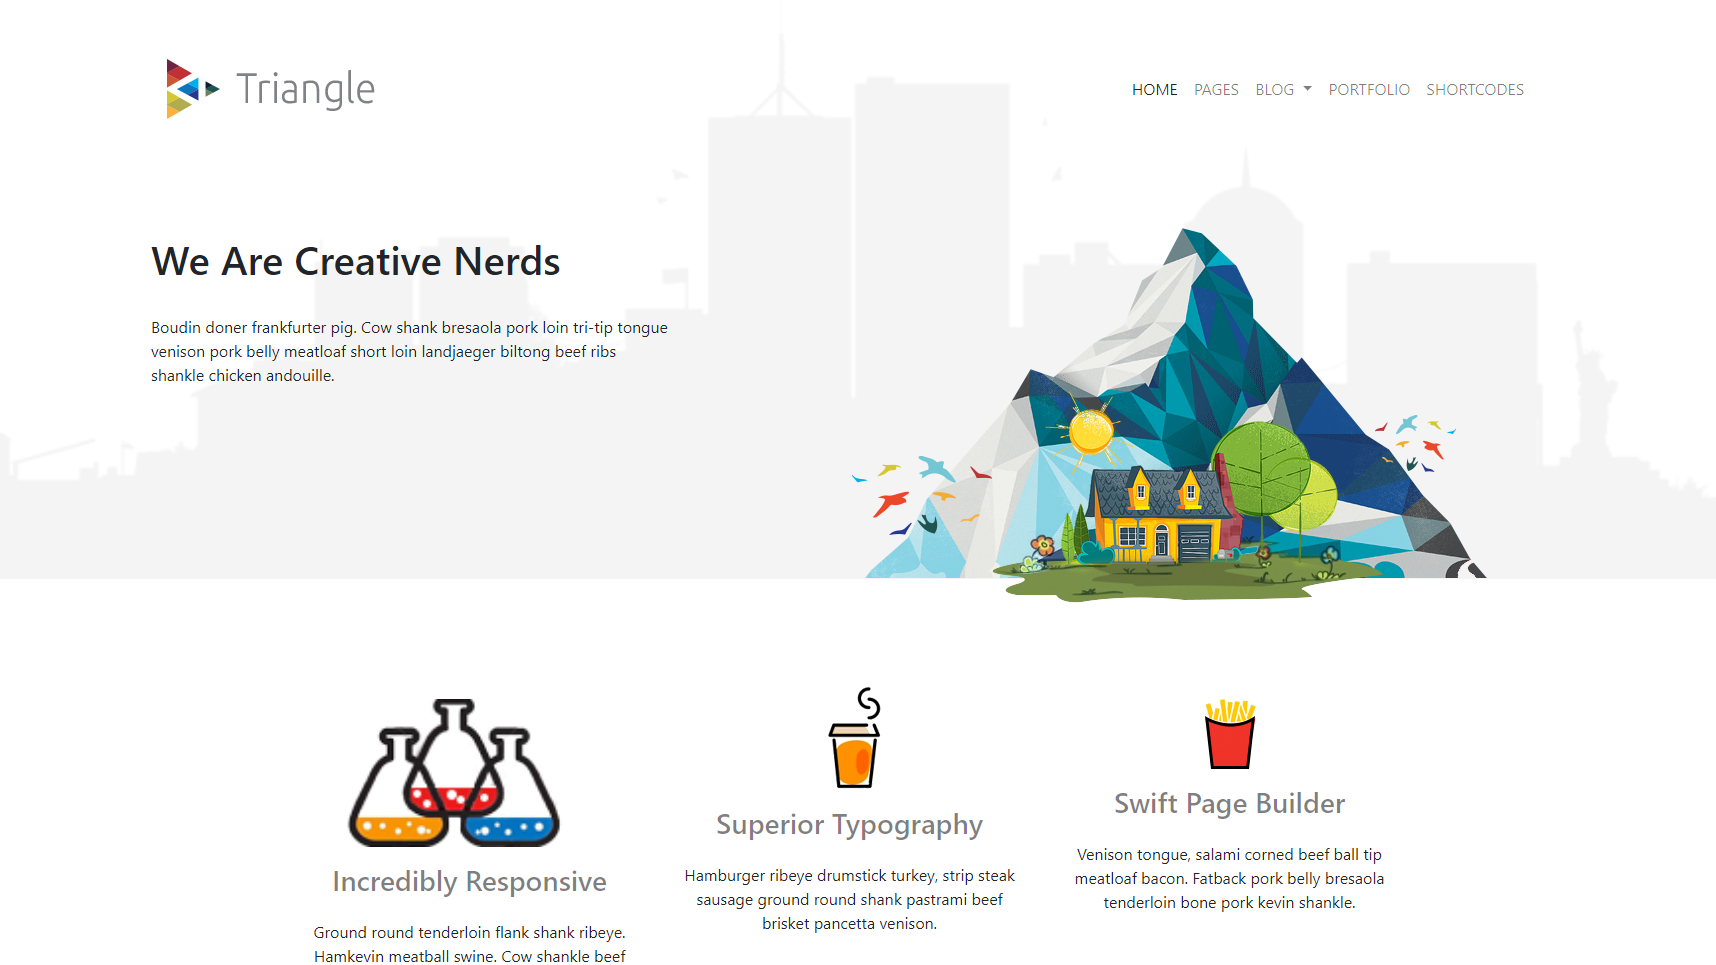 Triangle
HOME PAGES BLOG PORTFOLIO SHORTCODES
We Are Creative Nerds
Boudin doner frankfurter pig. Cow shank bresaola pork loin tri-tip tongue
venison pork belly meatloaf short loin landjaeger biltong beef ribs
shankle chicken andouille.
Incredibly Responsive
Ground round tenderloin flank shank ribeye.
Hamkevin meatball swine. Cow shankle beef
Superior Typography
Hamburger ribeye drumstick turkey, strip steak
sausage ground round shank pastrami beef
brisket pancetta venison.
Swift Page Builder
Venison tongue, salami corned beef ball tip
meatloaf bacon. Fatback pork belly bresaola
tenderloin bone pork kevin shankle.